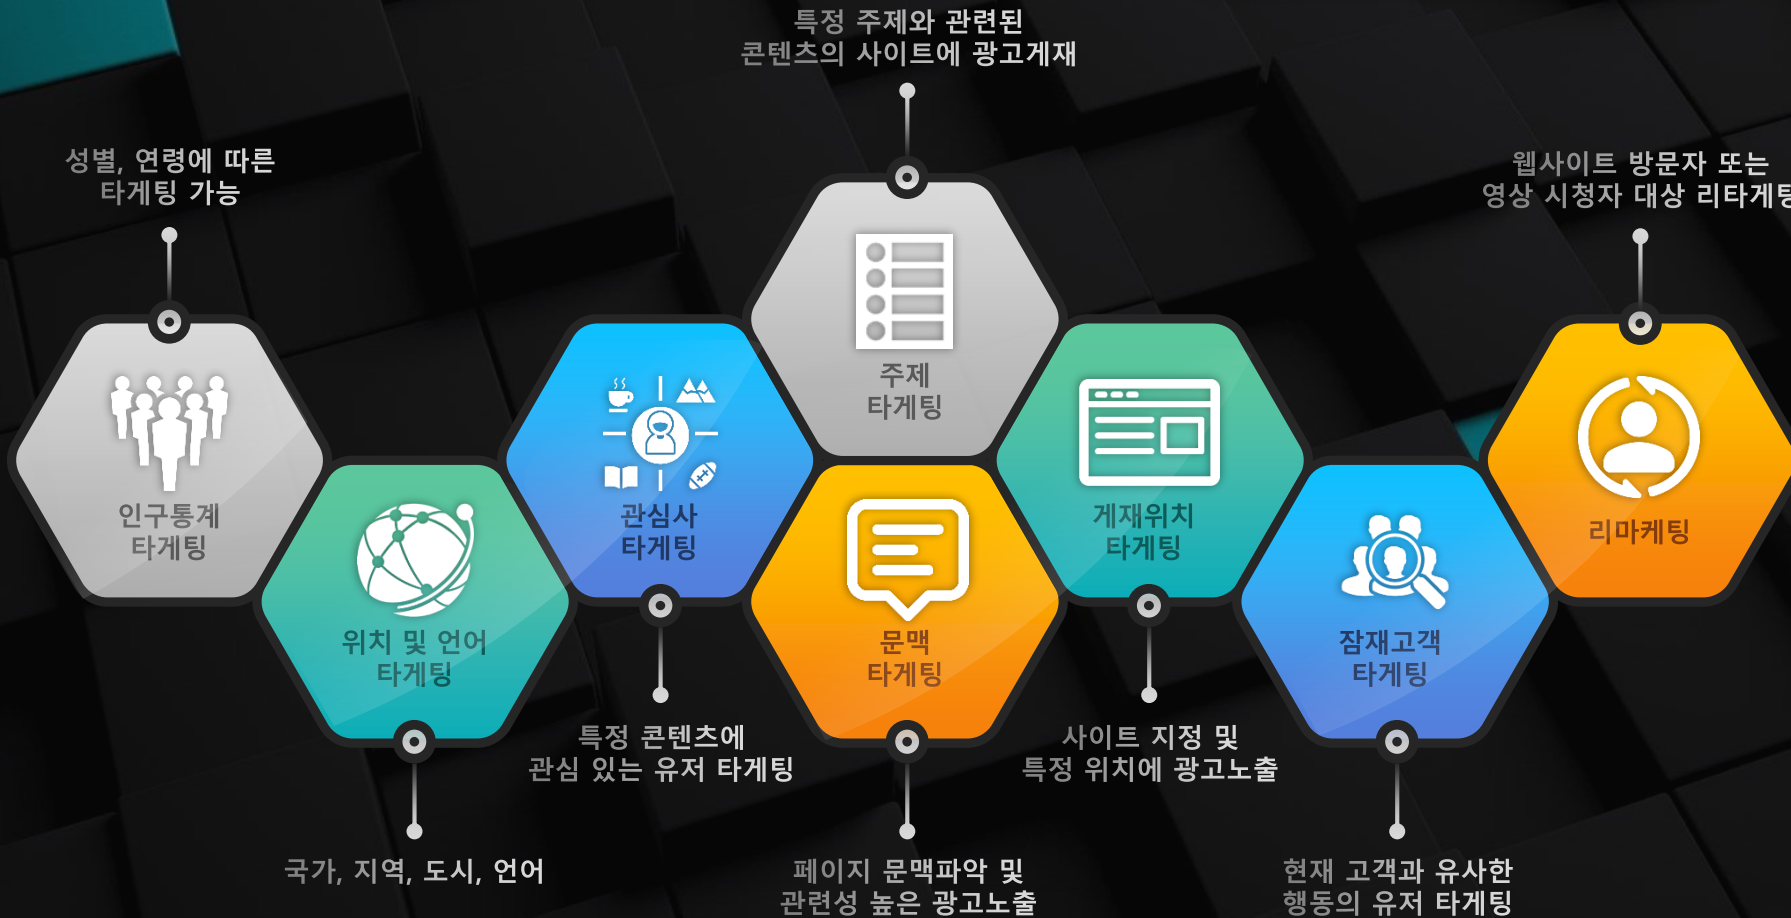 특정 주제와 관련된
콘텐츠의 사이트에 광고게재
성별, 연령에 따른
타게팅 가능
웹사이트 방문자 또는
영상 시청자 대상 리타게팅
주제
타게팅
인구통계
타게팅
관심사
타게팅
게재위치
타게팅
리마케팅
위치 및 언어
타게팅
문맥
타게팅
잠재고객
타게팅
특정 콘텐츠에
관심 있는 유저 타게팅
사이트 지정 및
특정 위치에 광고노출
국가, 지역, 도시, 언어
페이지 문맥파악 및
관련성 높은 광고노출
현재 고객과 유사한
행동의 유저 타게팅